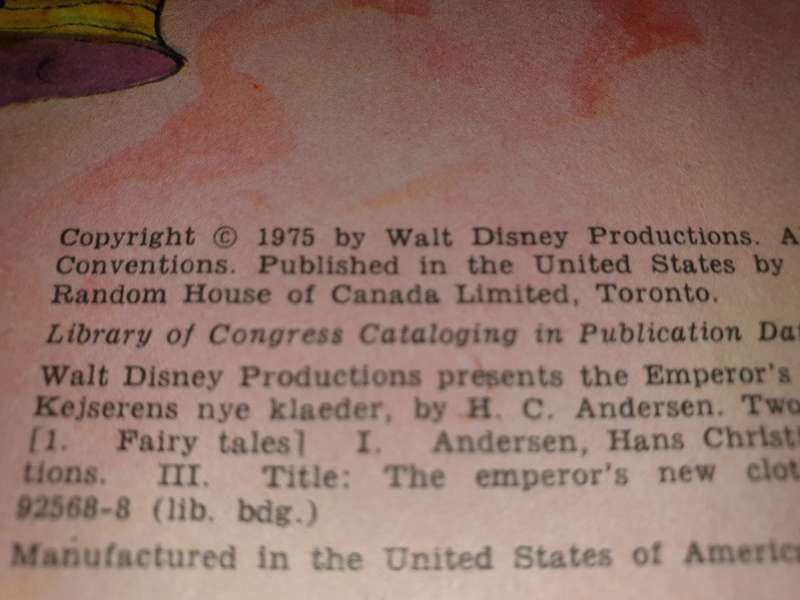 Copyright © 1975 by Walt Disney Productions. A
Conventions. Published in the United States by
Random House of Canada Limited, Toronto.
Library of Congress Cataloging in Publication Da
Walt Disney Productions presents the Emperor's
Kejserens nye klaeder, by H. C. Andersen. Two
[1. Fairy tales] I. Andersen, Hans Christ
tions. III. Title: The emperor's new clot
92568-8 (lib. bdg.)
Manufactured in the United States of America